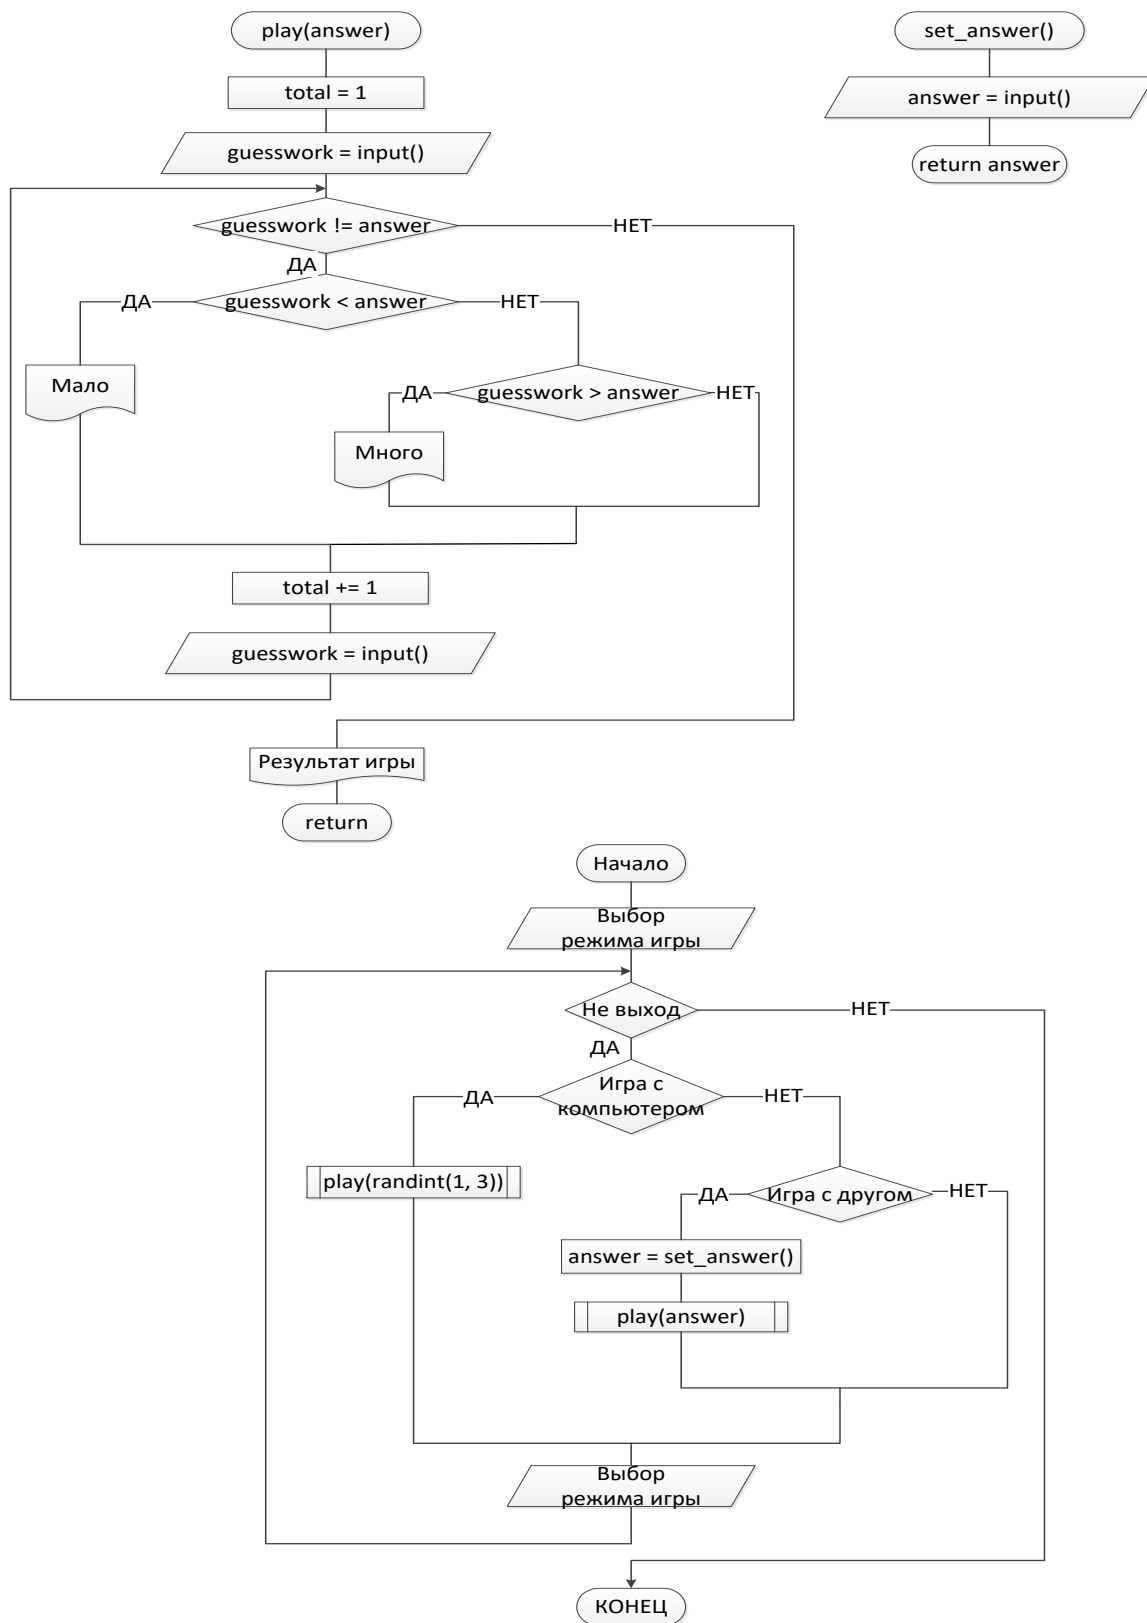 play(answer)
total = 1
guesswork = input()
guesswork != answer
НЕТ
ДА
guesswork < answer
ДА
НЕТ
Мало
guesswork > answer
ДА
НЕТ
Много
total += 1
guesswork = input()
Результат игры
return
set_answer()
answer = input()
return answer
Начало
Выбор
режима игры
Не выход
НЕТ
ДА
Игра с
компьютером
ДА
НЕТ
play(randint(1, 3))
Игра с другом
ДА
НЕТ
answer = set_answer()
play(answer)
Выбор
режима игры
КОНЕЦ